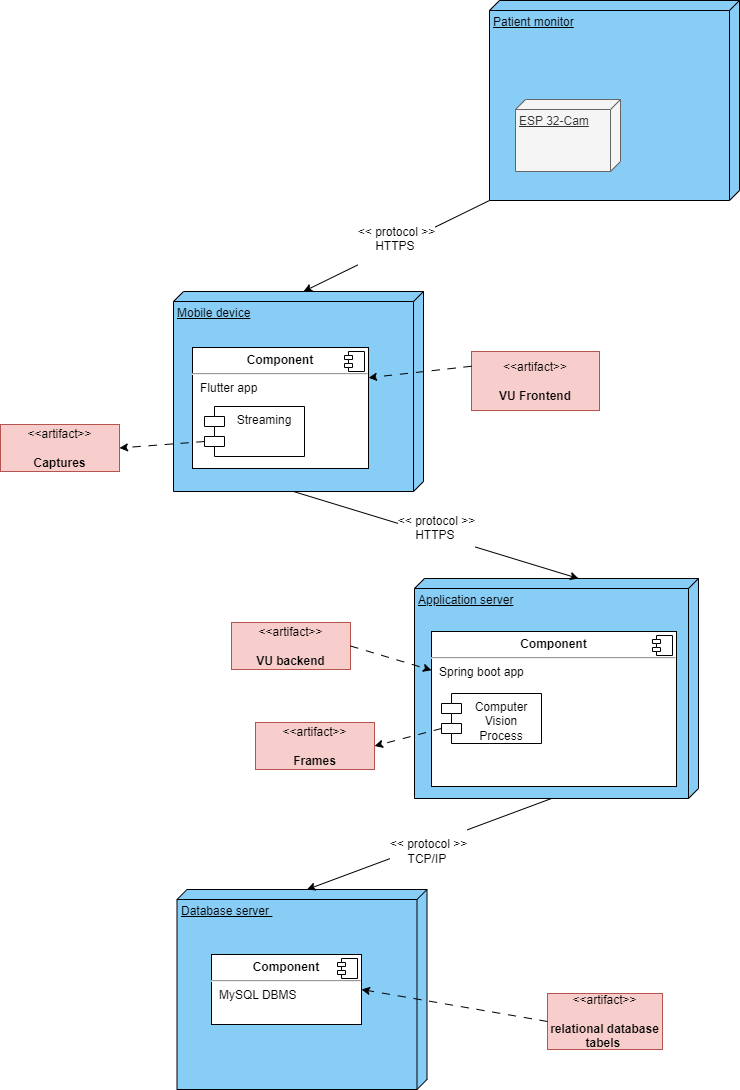 Patient monitor
ESP 32-Cam
<< protocol >>
HTTPS
Mobile device
Component
Flutter app
Streaming
<<artifact>>
VU Frontend
<<artifact>>
Captures
<< protocol >>
HTTPS
Application server
Component
Spring boot app
Computer
Vision
Process
<<artifact>>
VU backend
<<artifact>>
Frames
<< protocol >>
TCP/IP
Database server
Component
MySQL DBMS
<<artifact>>
relational database
tabels